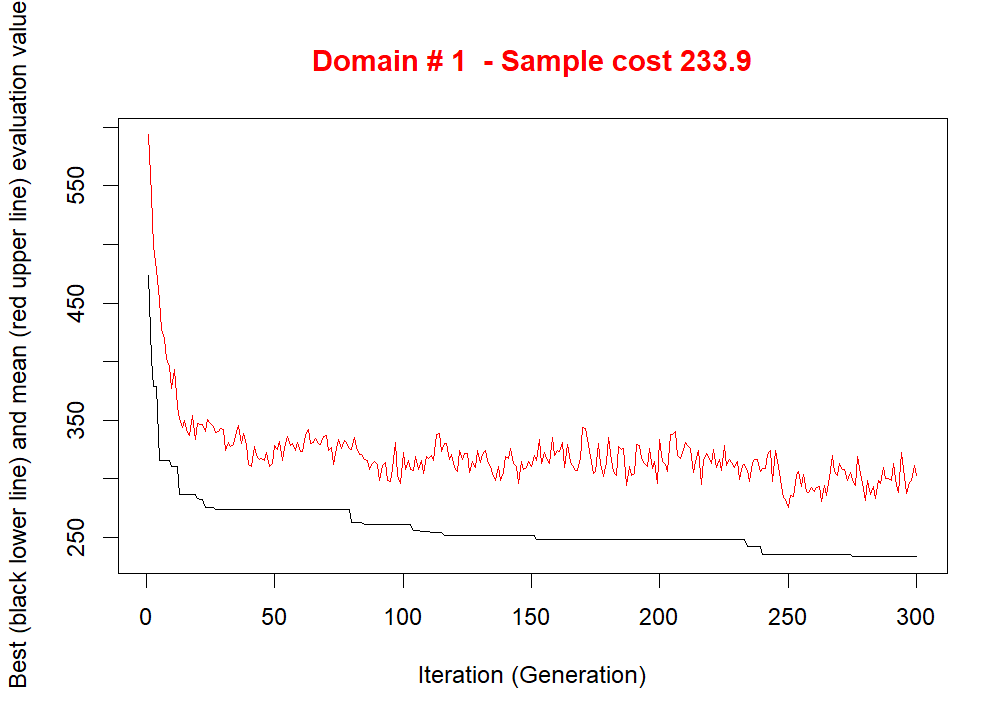 Domain # 1 - Sample cost 233.9
Best (black lower line) and mean (red upper line) evaluation value
550
450
350
250
0 50 100 150 200 250 300
Iteration (Generation)